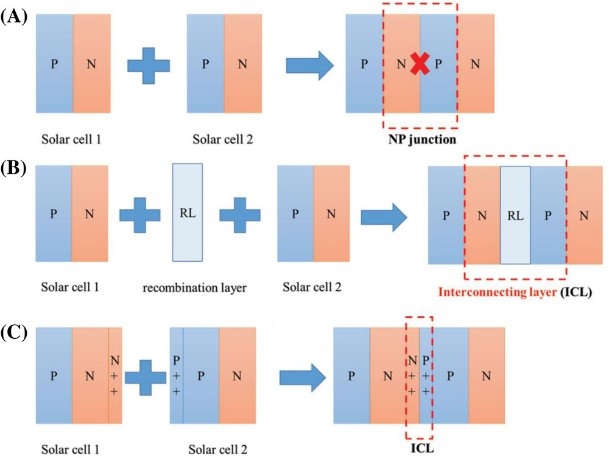 (A)
P N P N P N P N
Solar cell 1 Solar cell 2 NP junction
(B)
P N RL P N P N RL P N
Solar cell 1 recombination layer Solar cell 2 Interconnecting layer (ICL)
(C)
P N N++ P++ P N P N N++ P++ P N
Solar cell 1 Solar cell 2 ICL